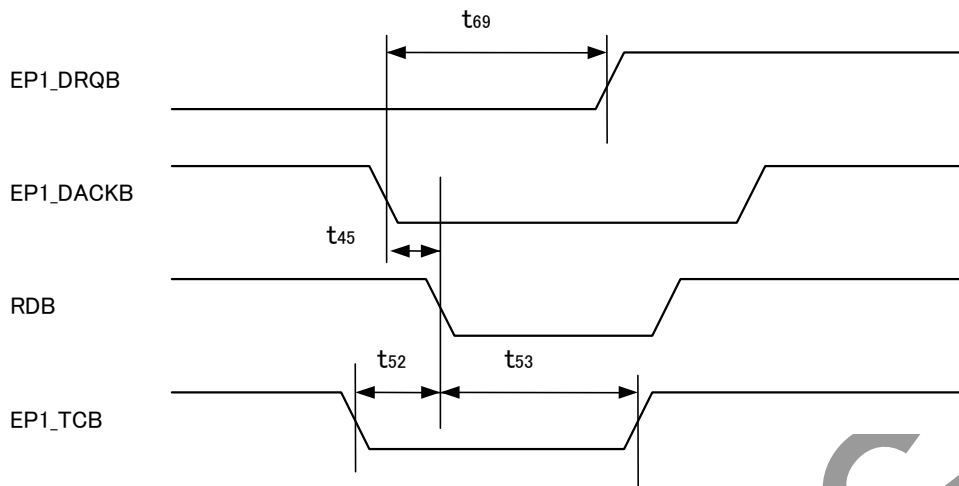 t69
EP1_DRQB
EP1_DACKB
t45
RDB
t52 t53
EP1_TCB